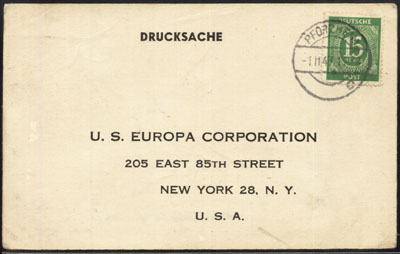 DRUCKSACHE
DEUTSCHE
15
POST
U. S. EUROPA CORPORATION
205 EAST 85TH STREET
NEW YORK 28, N. Y.
U. S. A.